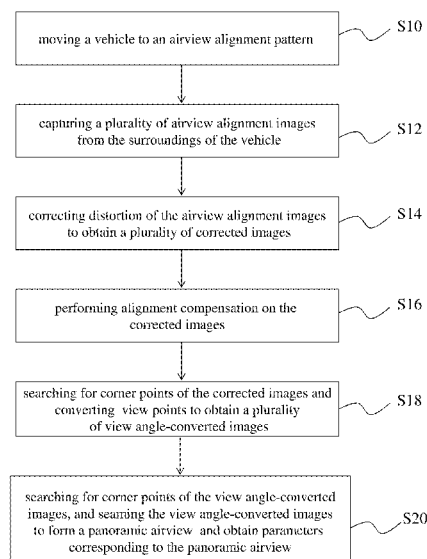 moving a vehicle to an airview alignment pattern
S10
capturing a plurality of airview alignment images
from the surroundings of the vehicle
S12
correcting distortion of the airview alignment images
to obtain a plurality of corrected images
S14
performing alignment compensation on the
corrected images
S16
searching for corner points of the corrected images and
converting view points to obtain a plurality
of view angle-converted images
S18
searching for corner points of the view angle-converted
images, and seaming the view angle-converted images
to form a panoramic airview and obtain parameters
corresponding to the panoramic airview
S20